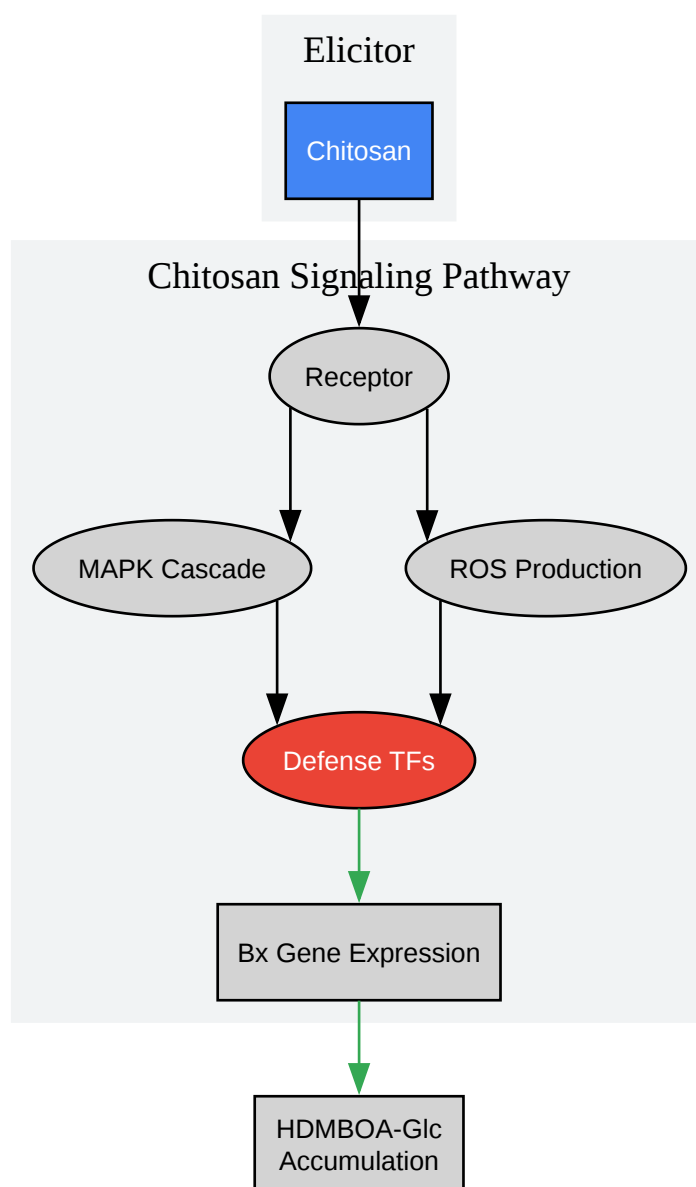 Elicitor
Chitosan
Chitosan Signaling Pathway
Receptor
MAPK Cascade
ROS Production
Defense TFs
Bx Gene Expression
HDMBOA-Glc
Accumulation